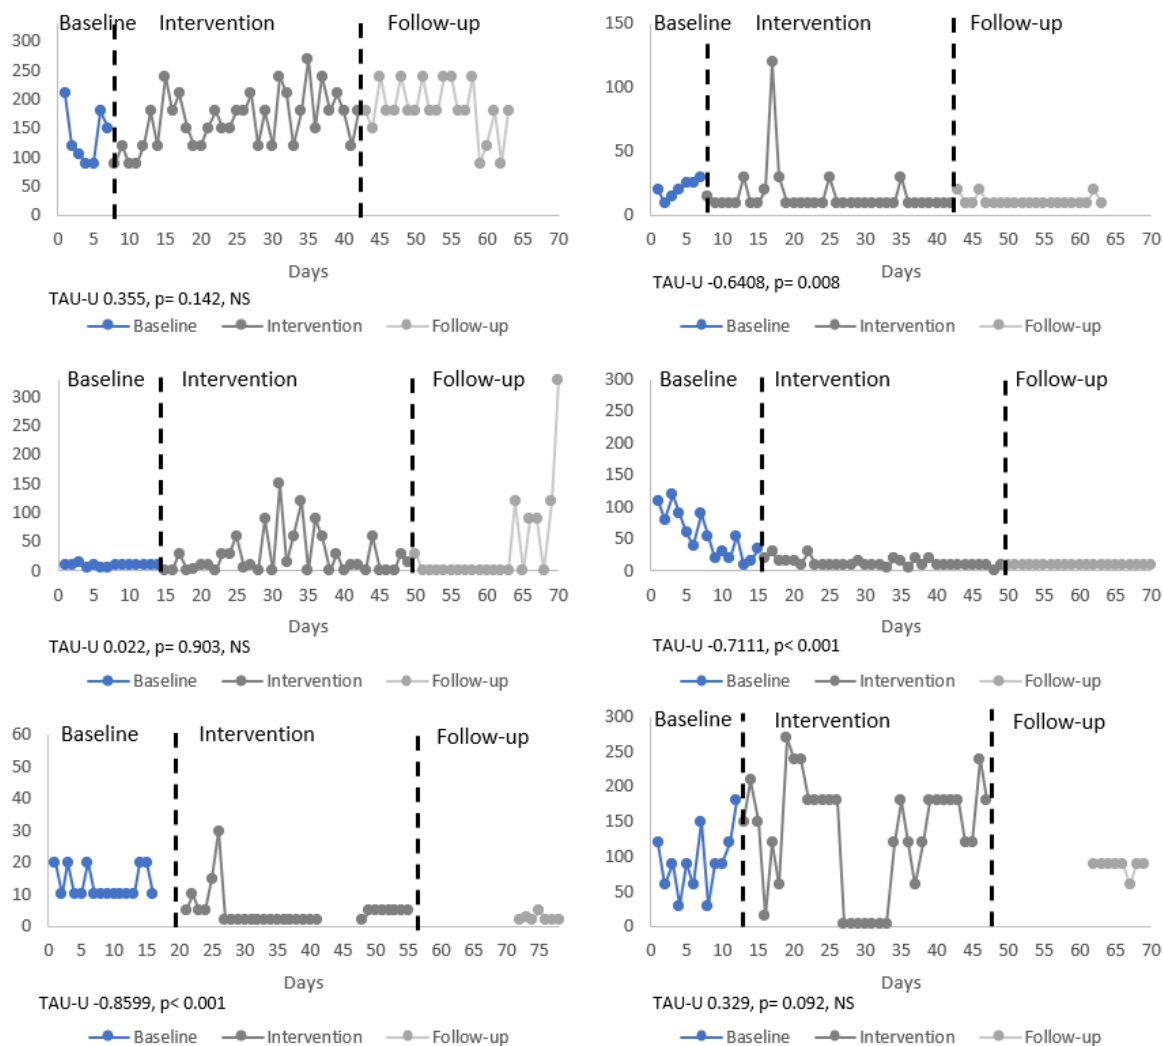 Baseline Intervention Follow-up
300
250
200
150
100
50
0
0 5 10 15 20 25 30 35 40 45 50 55 60 65 70
Days
TAU-U 0.355, p= 0.142, NS
Baseline Intervention Follow-up
Baseline Intervention Follow-up
150
100
50
0
0 5 10 15 20 25 30 35 40 45 50 55 60 65 70
Days
TAU-U -0.6408, p= 0.008
Baseline Intervention Follow-up
Baseline Intervention Follow-up
300
250
200
150
100
50
0
0 5 10 15 20 25 30 35 40 45 50 55 60 65 70
Days
TAU-U 0.022, p= 0.903, NS
Baseline Intervention Follow-up
Baseline Intervention Follow-up
300
250
200
150
100
50
0
0 5 10 15 20 25 30 35 40 45 50 55 60 65 70
Days
TAU-U -0.7111, p< 0.001
Baseline Intervention Follow-up
Baseline Intervention Follow-up
60
50
40
30
20
10
0
0 5 10 15 20 25 30 35 40 45 50 55 60 65 70 75
Days
TAU-U -0.8599, p< 0.001
Baseline Intervention Follow-up
Baseline Intervention Follow-up
300
250
200
150
100
50
0
0 5 10 15 20 25 30 35 40 45 50 55 60 65 70
Days
TAU-U 0.329, p= 0.092, NS
Baseline Intervention Follow-up